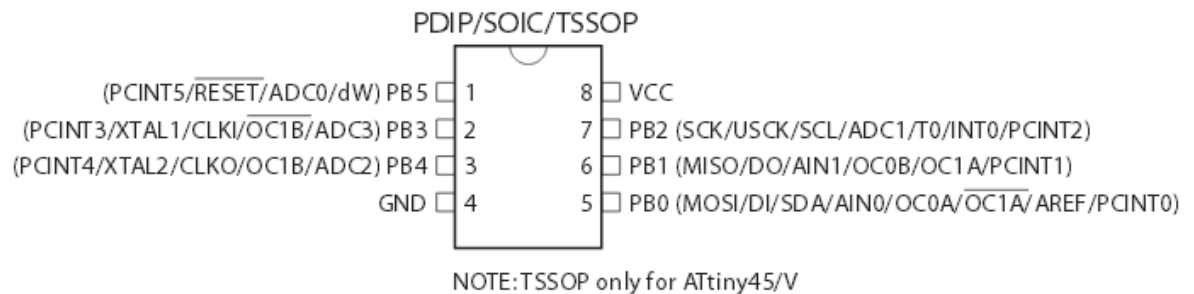 PDIP/SOIC/TSSOP
(PCINT5/RESET/ADC0/dW) PB5 1 8 VCC
(PCINT3/XTAL1/CLKI/OC1B/ADC3) PB3 2 7 PB2 (SCK/USCK/SCL/ADC1/T0/INT0/PCINT2)
(PCINT4/XTAL2/CLKO/OC1B/ADC2) PB4 3 6 PB1 (MISO/DO/AIN1/OC0B/OC1A/PCINT1)
GND 4 5 PB0 (MOSI/DI/SDA/AIN0/OC0A/OC1A/AREF/PCINT0)
NOTE: TSSOP only for ATtiny45/V